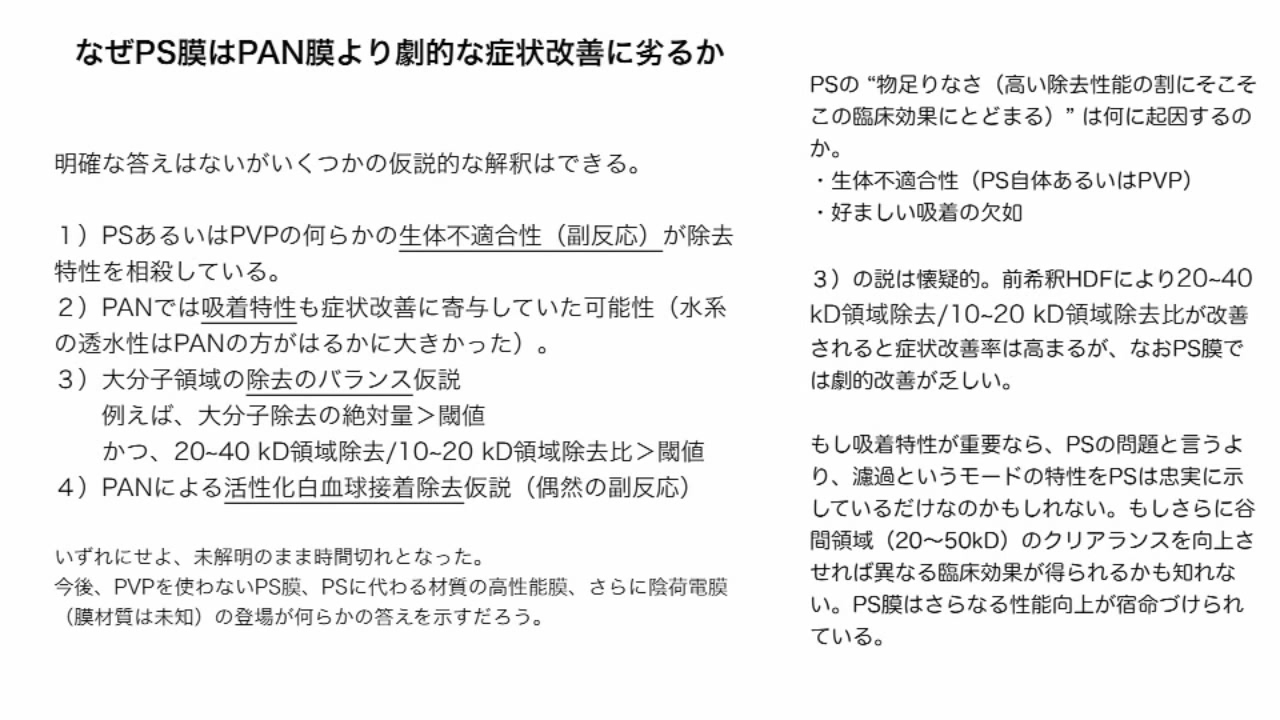 なぜPS膜はPAN膜より劇的な症状改善に劣るか
明確な答えはないがいくつかの仮説的な解釈はできる。
１）PSあるいはPVPの何らかの生体不適合性（副反応）が除去
特性を相殺している。
２）PANでは吸着特性も症状改善に寄与していた可能性（水系
の透水性はPANの方がはるかに大きかった）。
３）大分子領域の除去のバランス仮説
例えば、大分子除去の絶対量＞閾値
かつ、20~40 kD領域除去/10~20 kD領域除去比＞閾値
４）PANによる活性化白血球接着除去仮説（偶然の副反応）
いずれにせよ、未解明のまま時間切れとなった。
今後、PVPを使わないPS膜、PSに代わる材質の高性能膜、さらに陰荷電膜
（膜材質は未知）の登場が何らかの答えを示すだろう。
PSの “物足りなさ（高い除去性能の割にそこそ
この臨床効果にとどまる）” は何に起因するの
か。
・生体不適合性（PS自体あるいはPVP）
・好ましい吸着の欠如
３）の説は懐疑的。前希釈HDFにより20~40
kD領域除去/10~20 kD領域除去比が改善
されると症状改善率は高まるが、なおPS膜で
は劇的改善が乏しい。
もし吸着特性が重要なら、PSの問題と言うよ
り、濾過というモードの特性をPSは忠実に示
しているだけなのかもしれない。もしさらに谷
間領域（20〜50kD）のクリアランスを向上さ
せれば異なる臨床効果が得られるかも知れな
い。PS膜はさらなる性能向上が宿命づけられ
ている。